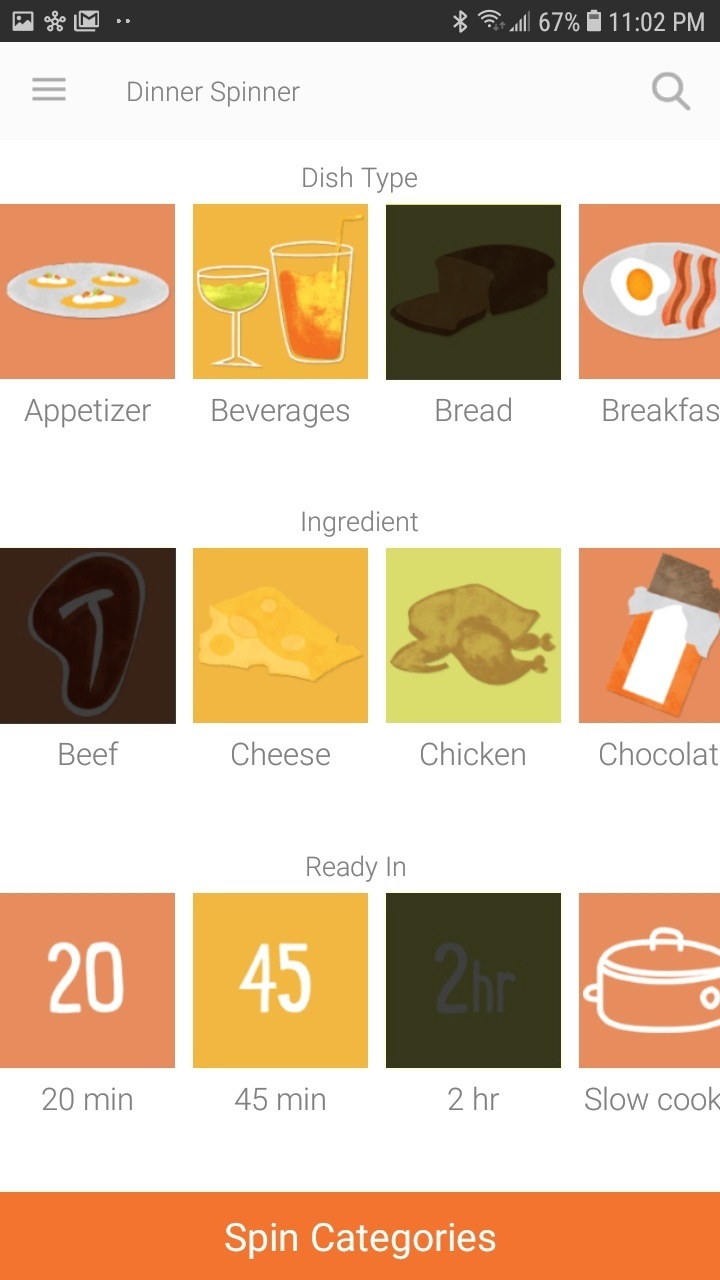 67% 11:02 PM
Dinner Spinner
Dish Type
Appetizer Beverages Bread Breakfas
Ingredient
Beef Cheese Chicken Chocolat
Ready In
20 45 2hr
20 min 45 min 2 hr Slow cook
Spin Categories